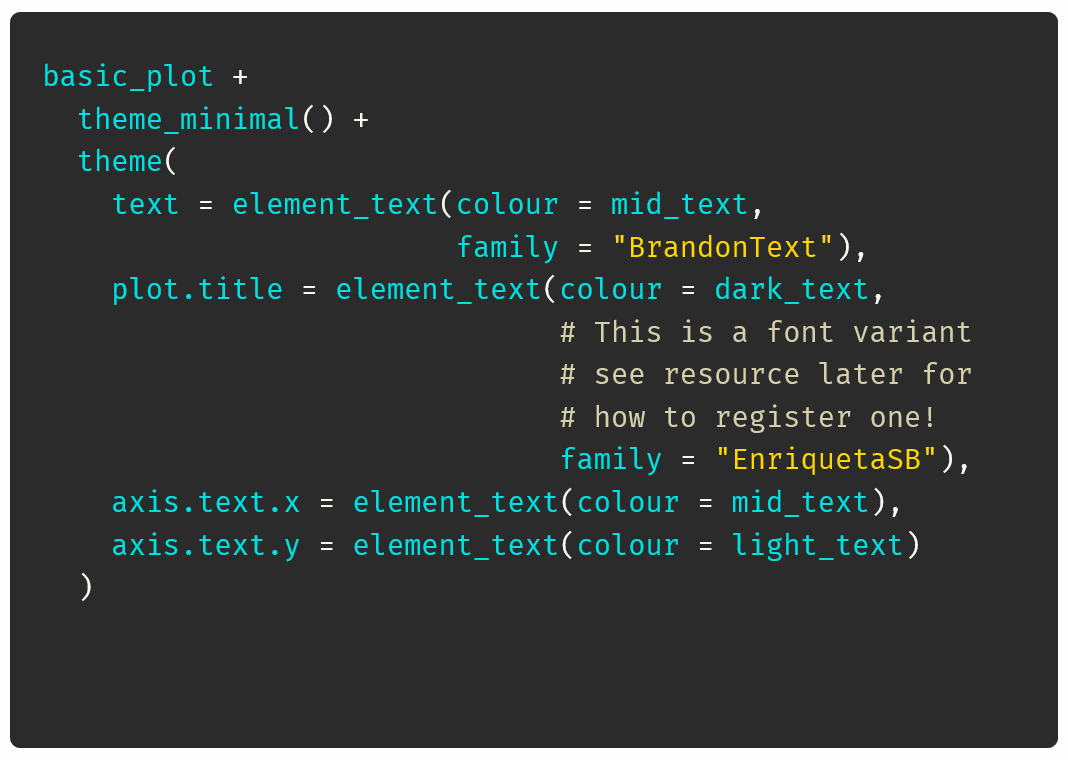 basic_plot +
  theme_minimal() +
  theme(
    text = element_text(colour = mid_text,
                        family = "BrandonText"),
    plot.title = element_text(colour = dark_text,
                              # This is a font variant
                              # see resource later for
                              # how to register one!
                              family = "EnriquetaSB"),
    axis.text.x = element_text(colour = mid_text),
    axis.text.y = element_text(colour = light_text)
  )